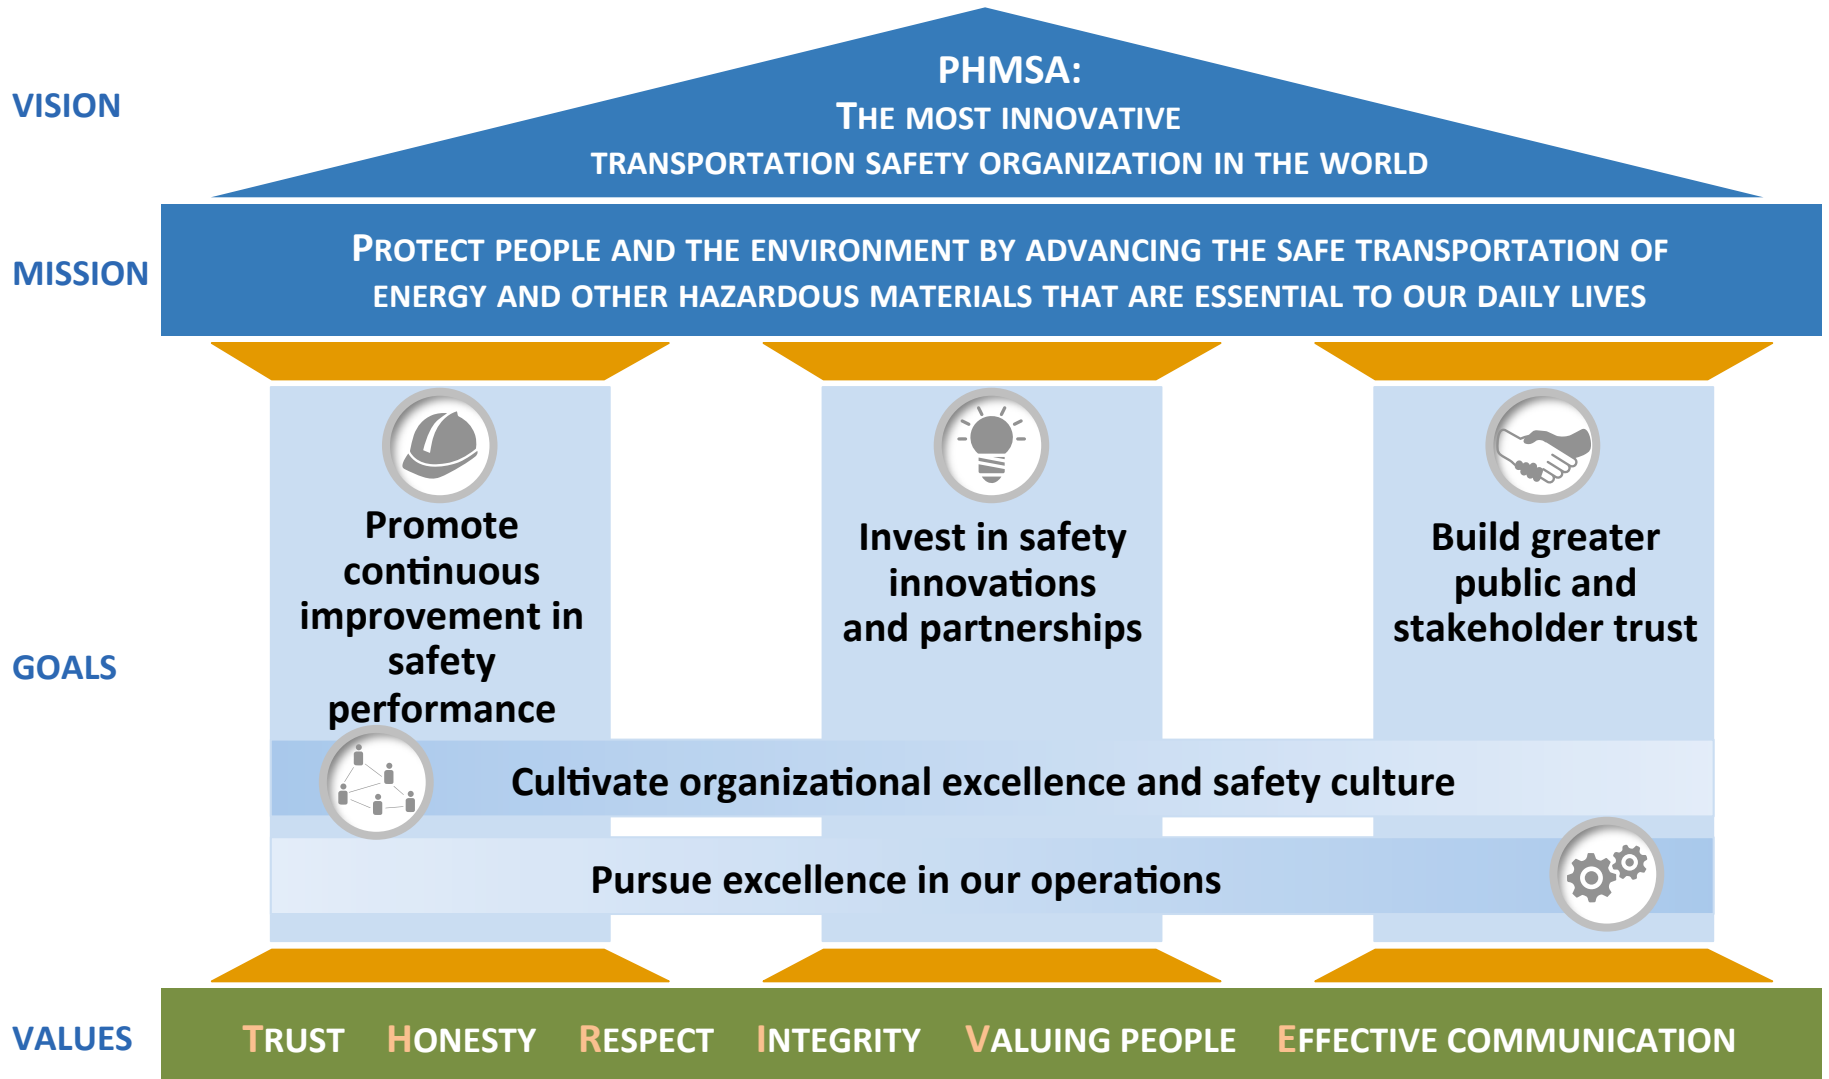 VISION
PHMSA:
THE MOST INNOVATIVE
TRANSPORTATION SAFETY ORGANIZATION IN THE WORLD
MISSION
PROTECT PEOPLE AND THE ENVIRONMENT BY ADVANCING THE SAFE TRANSPORTATION OF
ENERGY AND OTHER HAZARDOUS MATERIALS THAT ARE ESSENTIAL TO OUR DAILY LIVES
GOALS
Promote
continuous
improvement in
safety
performance
Invest in safety
innovations
and partnerships
Build greater
public and
stakeholder trust
Cultivate organizational excellence and safety culture
Pursue excellence in our operations
VALUES
TRUST HONESTY RESPECT INTEGRITY VALUING PEOPLE EFFECTIVE COMMUNICATION